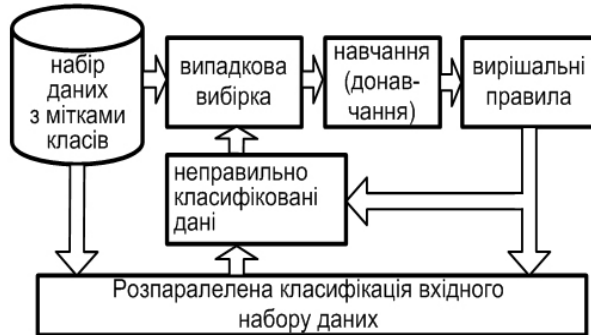 набір
даних
з мітками
класів
випадкова
вибірка
навчання
(донав-
чання)
вирішальні
правила
неправильно
класифіковані
дані
Розпаралелена класифікація вхідного
набору даних